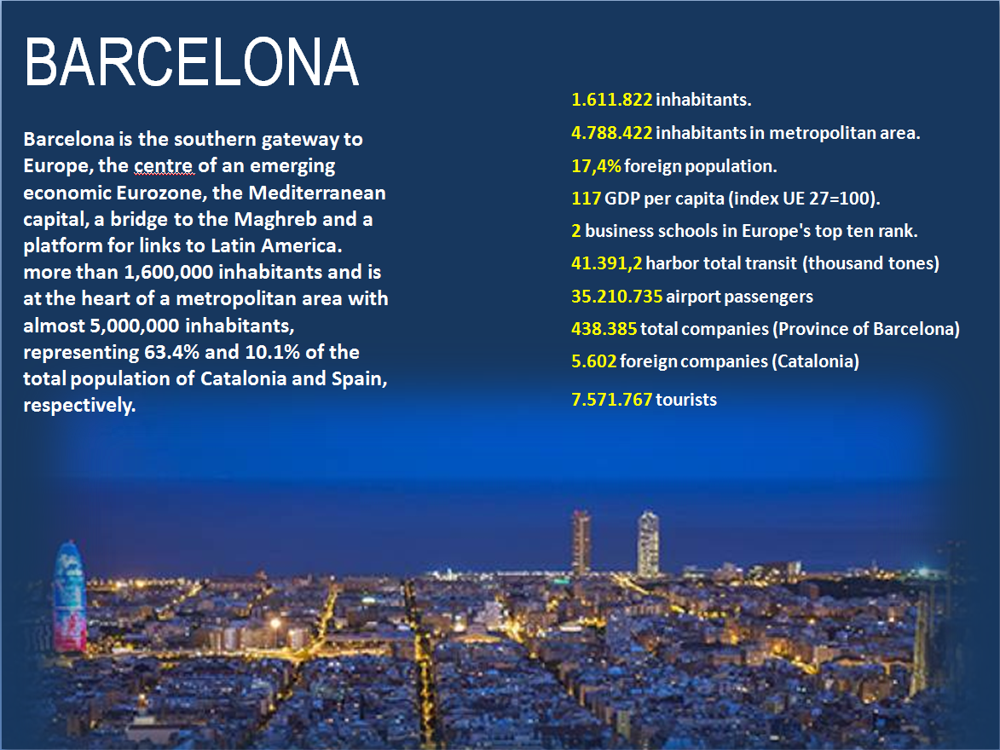 BARCELONA
Barcelona is the southern gateway to
Europe, the centre of an emerging
economic Eurozone, the Mediterranean
capital, a bridge to the Maghreb and a
platform for links to Latin America.
more than 1,600,000 inhabitants and is
at the heart of a metropolitan area with
almost 5,000,000 inhabitants,
representing 63.4% and 10.1% of the
total population of Catalonia and Spain,
respectively.
1.611.822 inhabitants.
4.788.422 inhabitants in metropolitan area.
17,4% foreign population.
117 GDP per capita (index UE 27=100).
2 business schools in Europe's top ten rank.
41.391,2 harbor total transit (thousand tones)
35.210.735 airport passengers
438.385 total companies (Province of Barcelona)
5.602 foreign companies (Catalonia)
7.571.767 tourists